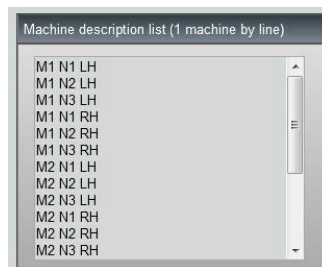 Machine description list (1 machine by line)
M1 N1 LH
M1 N2 LH
M1 N3 LH
M1 N1 RH
M1 N2 RH
M1 N3 RH
M2 N1 LH
M2 N2 LH
M2 N3 LH
M2 N1 RH
M2 N2 RH
M2 N3 RH